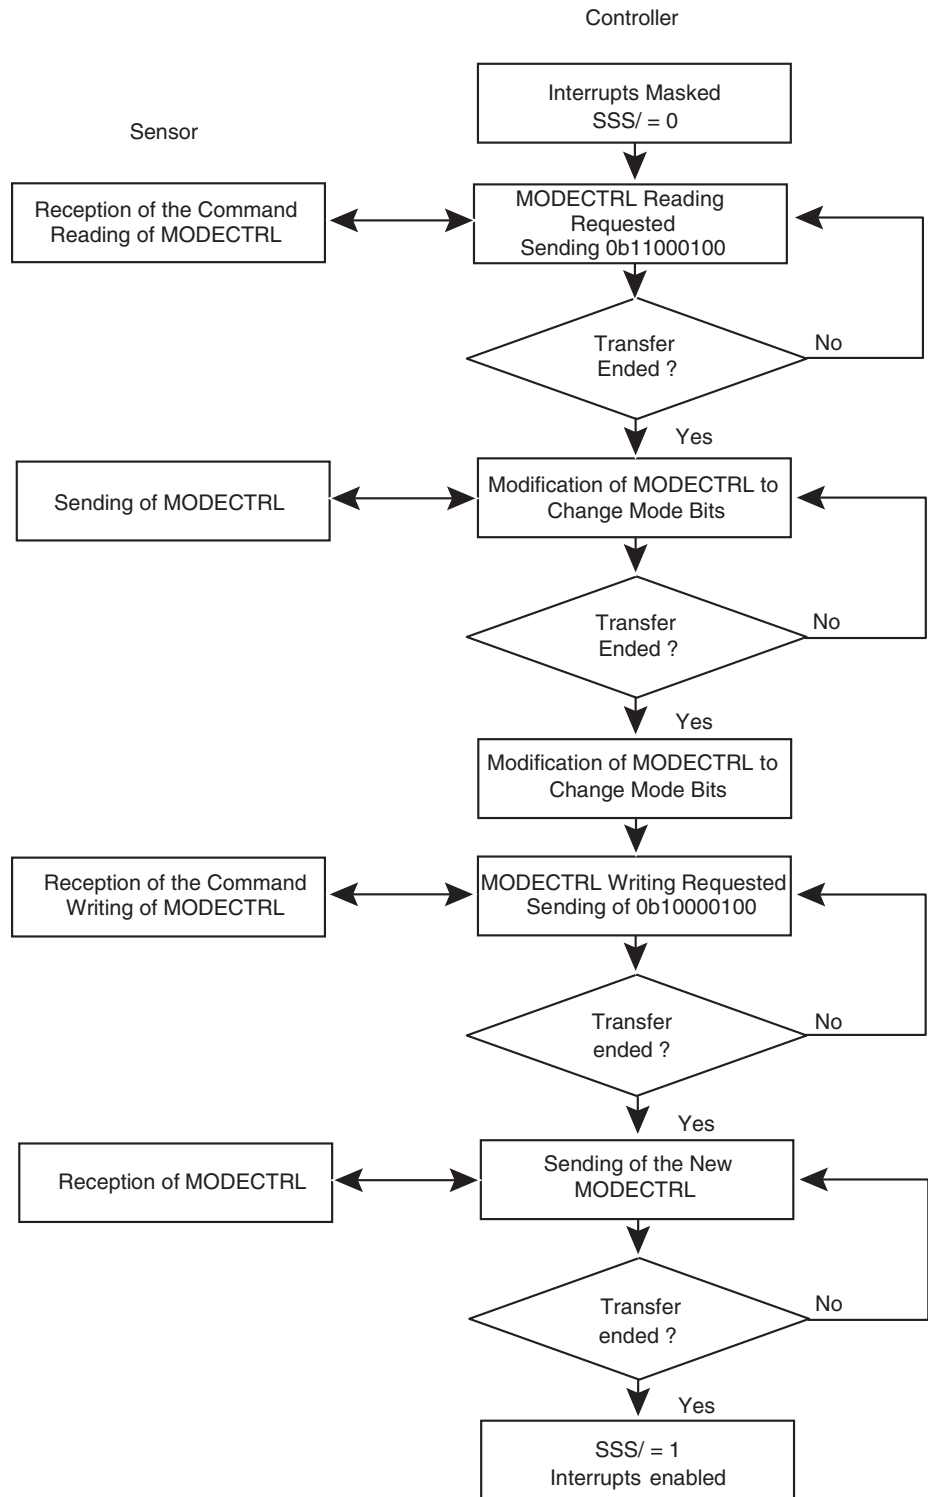 Controller
Interrupts Masked
SSS/ = 0
Sensor
Reception of the Command
Reading of MODECTRL
MODECTRL Reading
Requested
Sending 0b11000100
Transfer
Ended ?
No
Yes
Sending of MODECTRL
Modification of MODECTRL to
Change Mode Bits
Transfer
Ended ?
No
Yes
Modification of MODECTRL to
Change Mode Bits
Reception of the Command
Writing of MODECTRL
MODECTRL Writing Requested
Sending of 0b10000100
Transfer
ended ?
No
Yes
Reception of MODECTRL
Sending of the New
MODECTRL
Transfer
ended ?
No
Yes
SSS/ = 1
Interrupts enabled